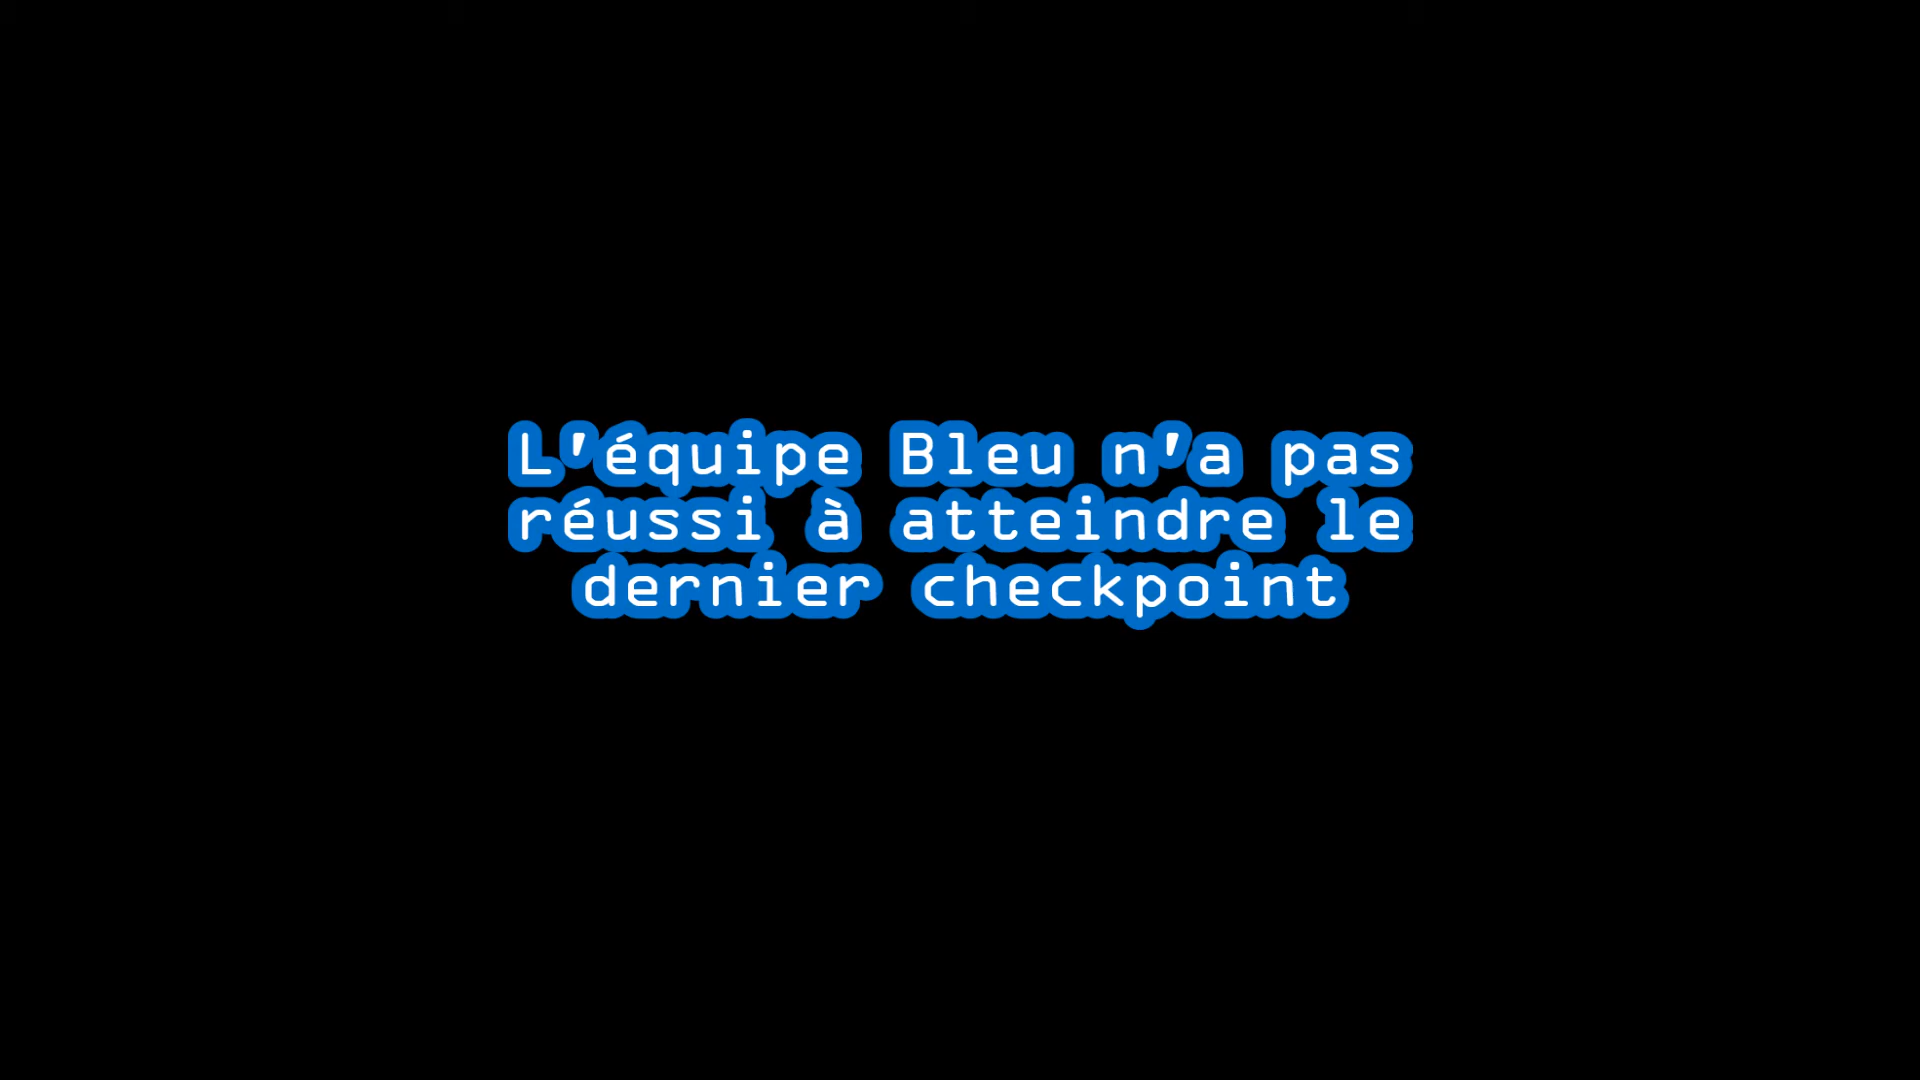 L'équipe Bleu n'a pas
réussi à atteindre le
dernier checkpoint